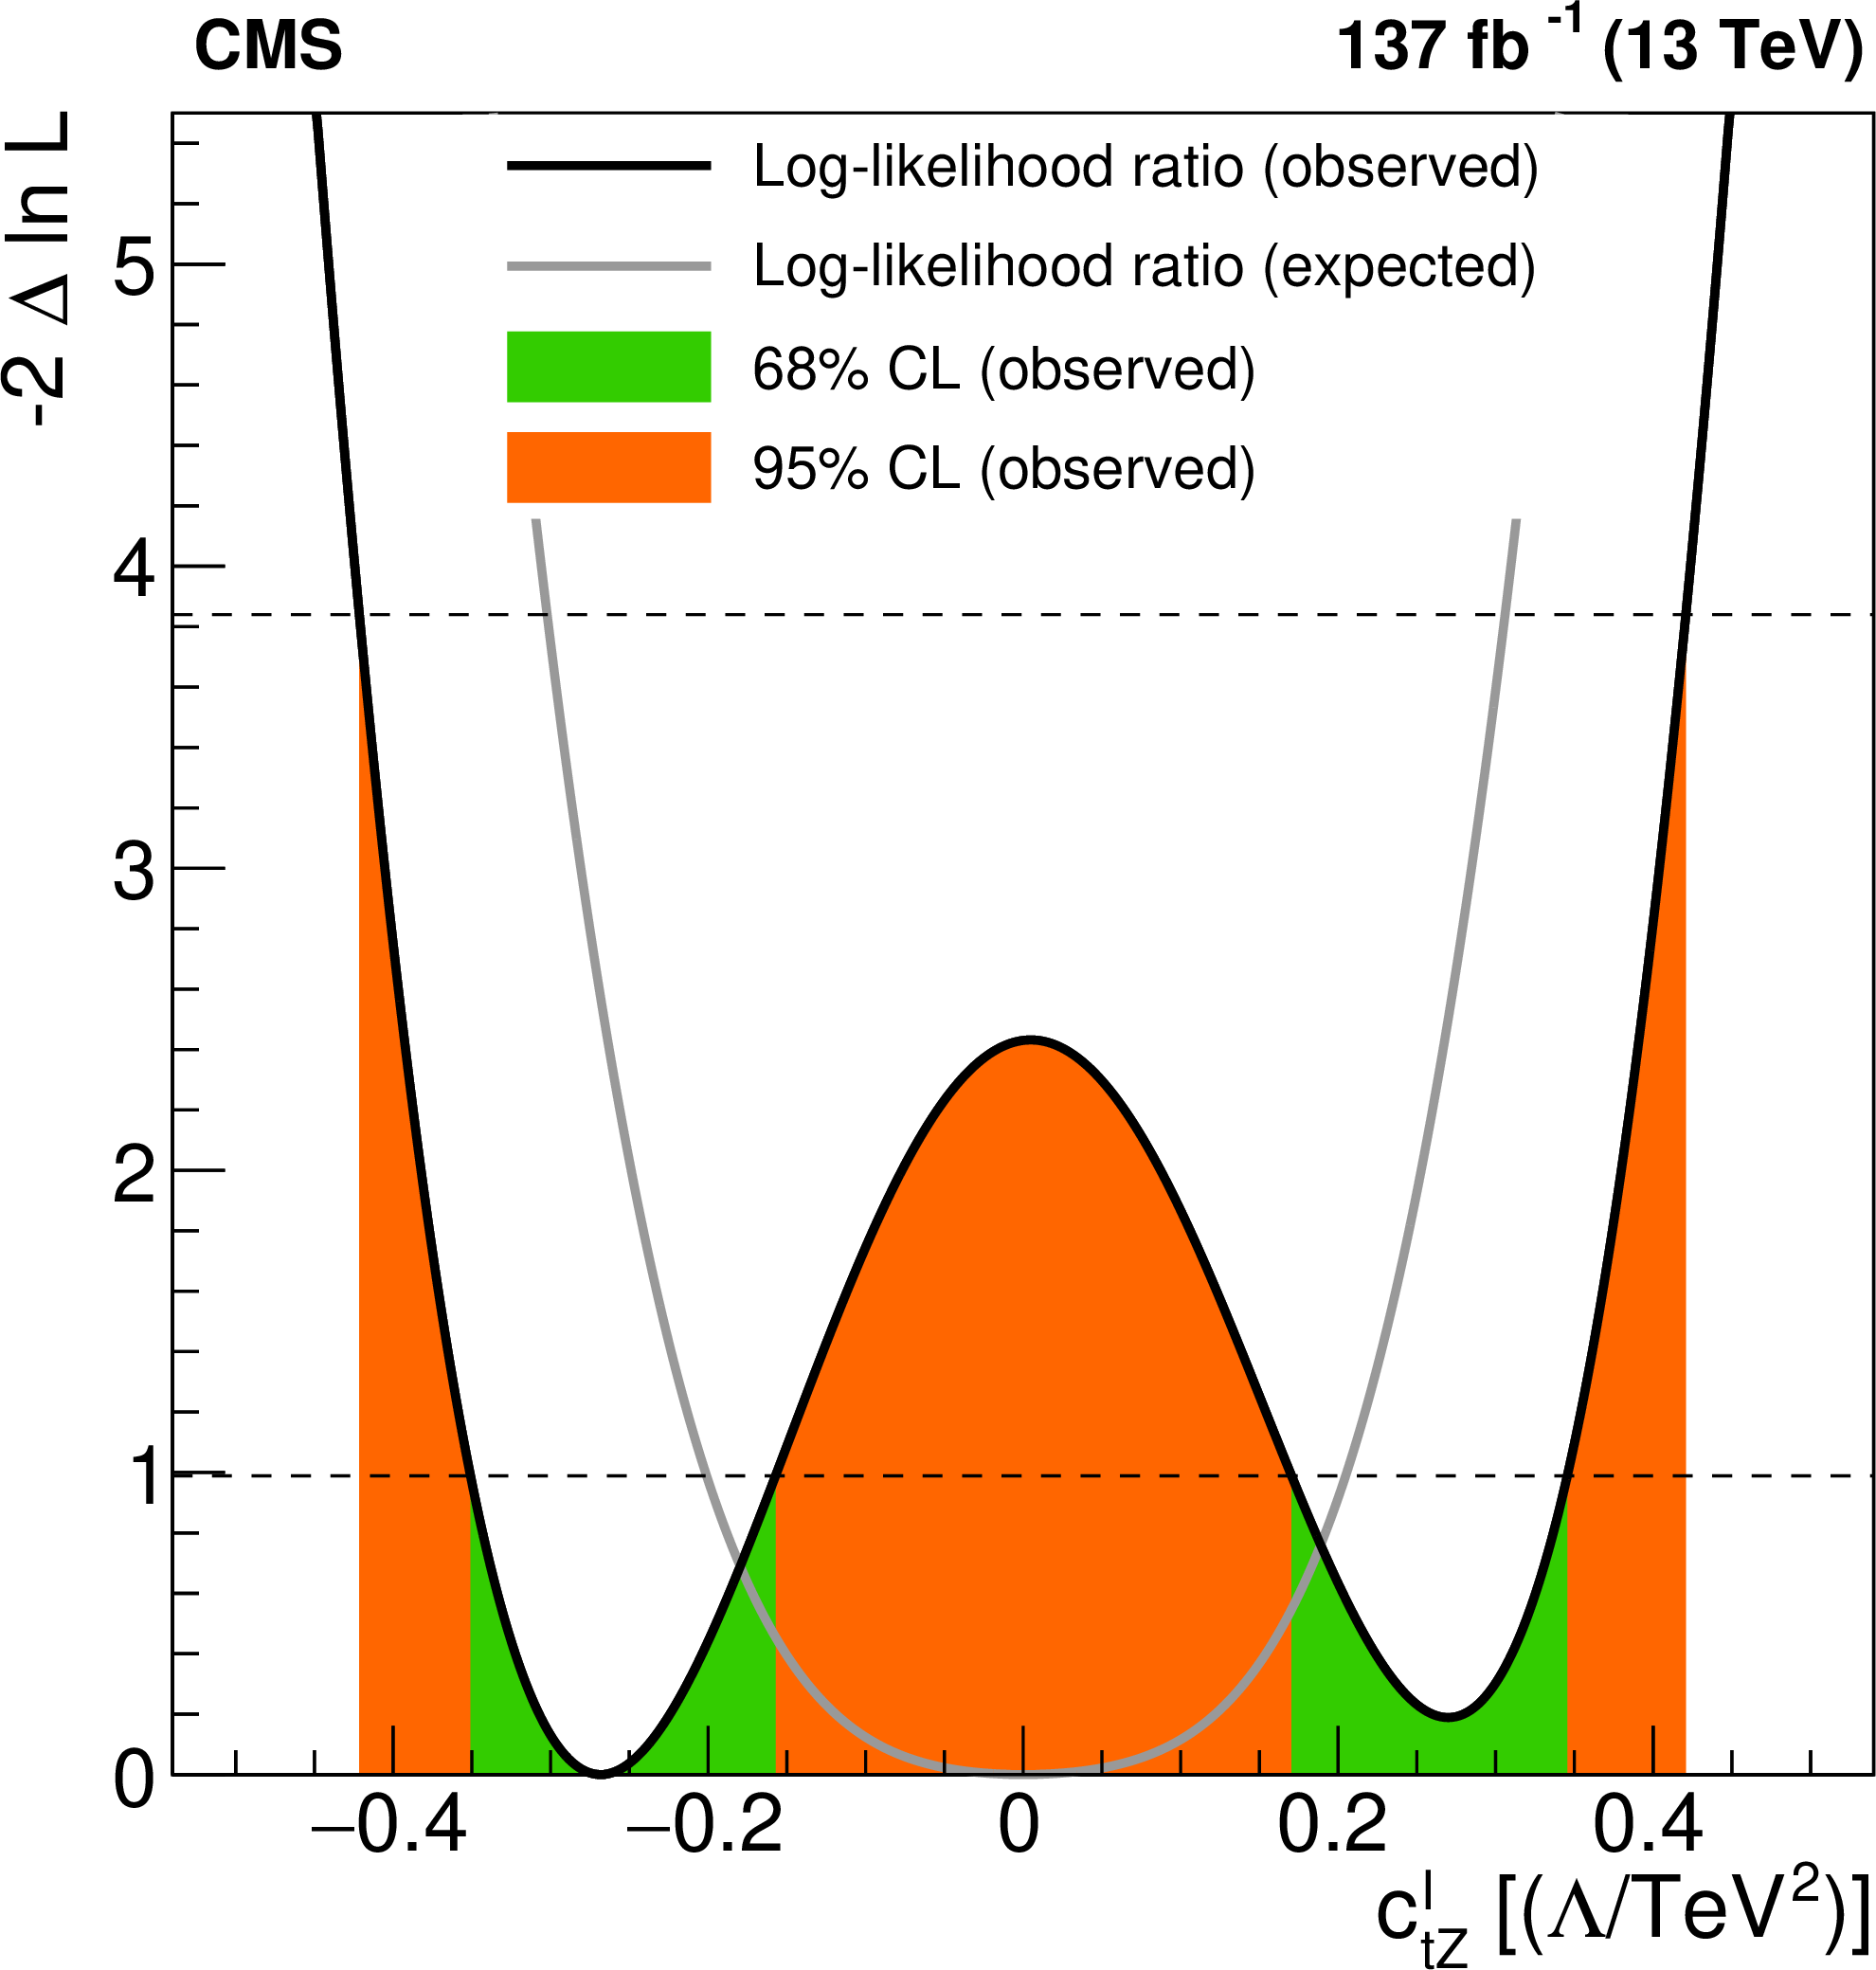 CMS 137 fb⁻¹ (13 TeV)
-2 Δ ln L
Log-likelihood ratio (observed)
Log-likelihood ratio (expected)
68% CL (observed)
95% CL (observed)
5
4
3
2
1
0
−0.4 −0.2 0 0.2 0.4
c^I_tZ [(Λ/TeV²)]